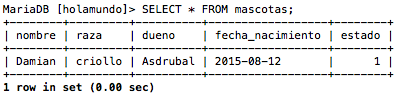 MariaDB [holamundo]> SELECT * FROM mascotas;
+--------+---------+----------+------------------+--------+
| nombre | raza    | dueno    | fecha_nacimiento | estado |
+--------+---------+----------+------------------+--------+
| Damian | criollo | Asdrubal | 2015-08-12       |      1 |
+--------+---------+----------+------------------+--------+
1 row in set (0.00 sec)